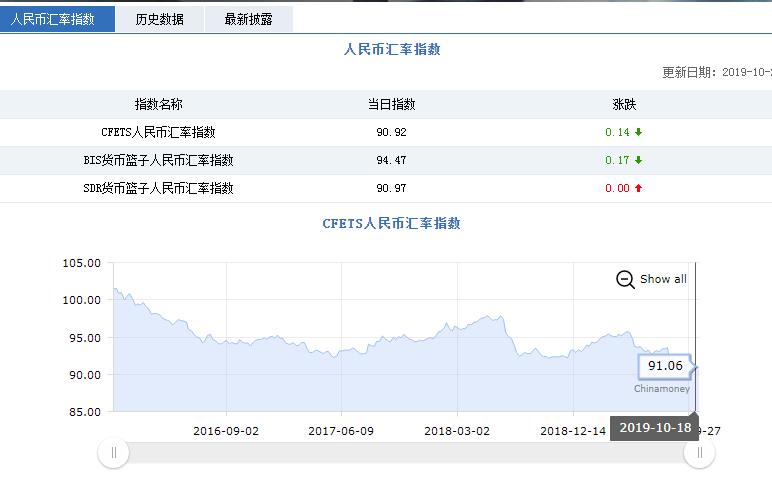 人民币汇率指数 历史数据 最新披露
人民币汇率指数
更新日期：2019-10-
指数名称 当日指数 涨跌
CFETS人民币汇率指数 90.92 0.14
BIS货币篮子人民币汇率指数 94.47 0.17
SDR货币篮子人民币汇率指数 90.97 0.00
CFETS人民币汇率指数
105.00
Show all
100.00
95.00
91.06
90.00
Chinamoney
85.00
2016-09-02 2017-06-09 2018-03-02 2018-12-14 2019-10-18 9-27